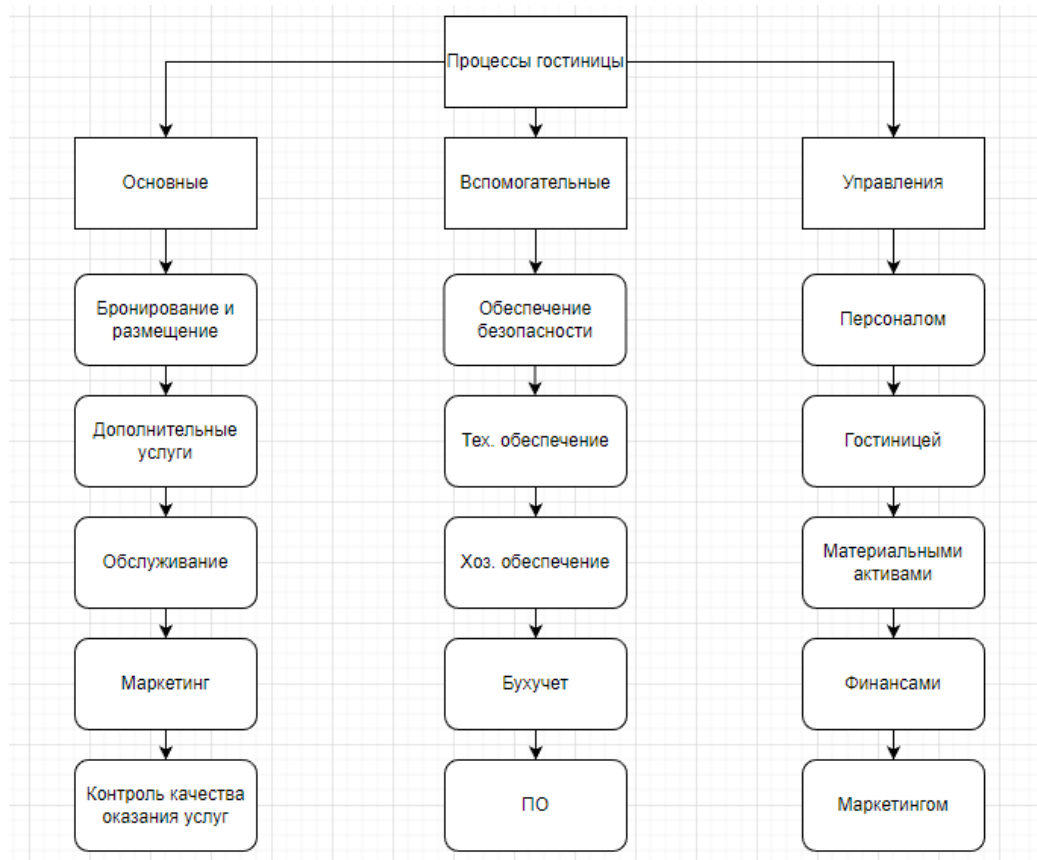 Процессы гостиницы
Основные
Вспомогательные
Управления
Бронирование и
размещение
Обеспечение
безопасности
Персоналом
Дополнительные
услуги
Тех. обеспечение
Гостиницей
Обслуживание
Хоз. обеспечение
Материальными
активами
Маркетинг
Бухучет
Финансами
Контроль качества
оказания услуг
ПО
Маркетингом